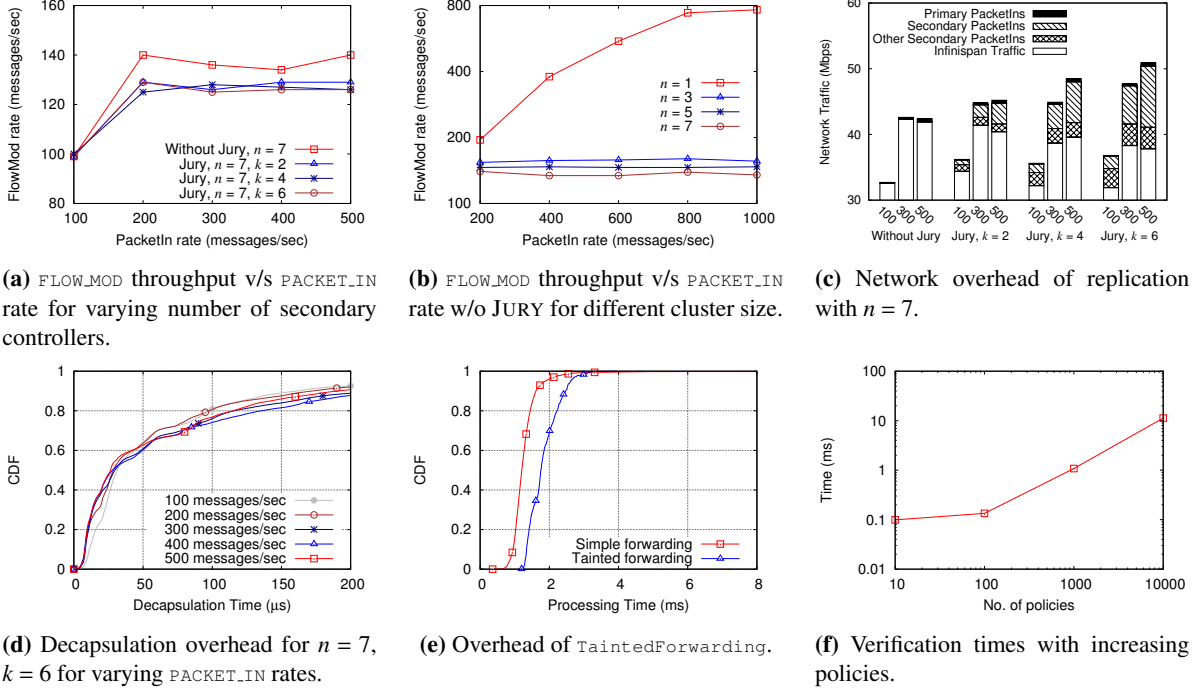 FlowMod rate (messages/sec)
180
160
140
120
100
80
100
200
300
400
500
PacketIn rate (messages/sec)
Without Jury, n = 7
Jury, n = 7, k = 2
Jury, n = 7, k = 4
Jury, n = 7, k = 6
(a) FLOW_MOD throughput v/s PACKET_IN
rate for varying number of secondary
controllers.
FlowMod rate (messages/sec)
800
400
200
100
200
400
600
800
1000
PacketIn rate (messages/sec)
n = 1
n = 3
n = 5
n = 7
(b) FLOW_MOD throughput v/s PACKET_IN
rate w/o JURY for different cluster size.
Network Traffic (Mbps)
60
50
40
30
Primary PacketIns
Secondary PacketIns
Other Secondary PacketIns
Infinispan Traffic
100 300 500
100 300 500
100 300 500
100 300 500
Without Jury
Jury, k = 2
Jury, k = 4
Jury, k = 6
(c) Network overhead of replication
with n = 7.
CDF
1
0.8
0.6
0.4
0.2
0
0
50
100
150
200
Decapsulation Time (μs)
100 messages/sec
200 messages/sec
300 messages/sec
400 messages/sec
500 messages/sec
(d) Decapsulation overhead for n = 7,
k = 6 for varying PACKET_IN rates.
CDF
1
0.8
0.6
0.4
0.2
0
0
2
4
6
8
Processing Time (ms)
Simple forwarding
Tainted forwarding
(e) Overhead of TaintedForwarding.
Time (ms)
100
10
1
0.1
0.01
10
100
1000
10000
No. of policies
(f) Verification times with increasing
policies.